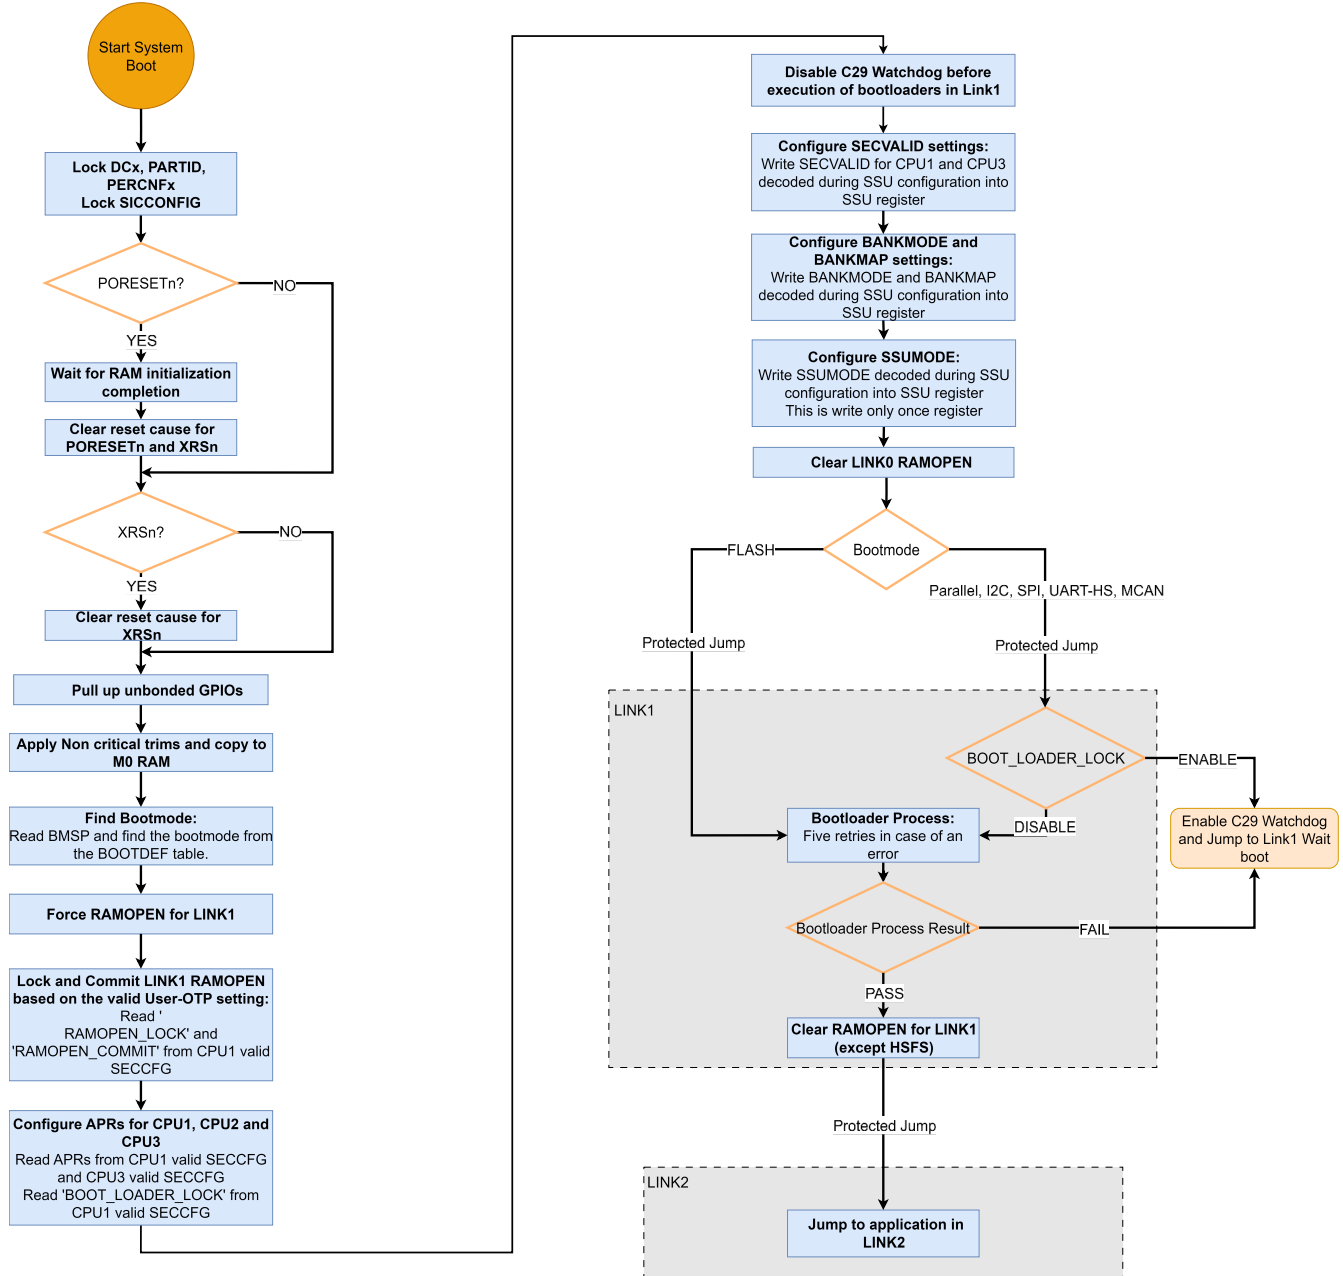 Start System
Boot
Lock DCx, PARTID,
PERCNFx
Lock SICCONFIG
PORESETn?
NO
YES
Wait for RAM initialization
completion
Clear reset cause for
PORESETn and XRSn
XRSn?
NO
YES
Clear reset cause for
XRSn
Pull up unbonded GPIOs
Apply Non critical trims and copy to
M0 RAM
Find Bootmode:
Read BMSP and find the bootmode from
the BOOTDEF table.
Force RAMOPEN for LINK1
Lock and Commit LINK1 RAMOPEN
based on the valid User-OTP setting:
Read '
RAMOPEN_LOCK' and
'RAMOPEN_COMMIT' from CPU1 valid
SECCFG
Configure APRs for CPU1, CPU2 and
CPU3
Read APRs from CPU1 valid SECCFG
and CPU3 valid SECCFG
Read 'BOOT_LOADER_LOCK' from
CPU1 valid SECCFG
Disable C29 Watchdog before
execution of bootloaders in Link1
Configure SECVALID settings:
Write SECVALID for CPU1 and CPU3
decoded during SSU configuration into
SSU register
Configure BANKMODE and
BANKMAP settings:
Write BANKMODE and BANKMAP
decoded during SSU configuration into
SSU register
Configure SSUMODE:
Write SSUMODE decoded during SSU
configuration into SSU register
This is write only once register
Clear LINK0 RAMOPEN
Bootmode
FLASH
Parallel, I2C, SPI, UART-HS, MCAN
Protected Jump
Protected Jump
LINK1
BOOT_LOADER_LOCK
ENABLE
DISABLE
Enable C29 Watchdog
and Jump to Link1 Wait
boot
Bootloader Process:
Five retries in case of an
error
Bootloader Process Result
FAIL
PASS
Clear RAMOPEN for LINK1
(except HSFS)
Protected Jump
LINK2
Jump to application in
LINK2